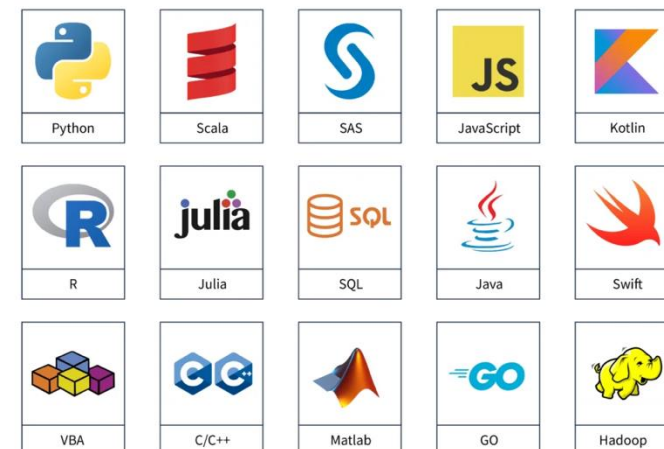 JS
Python
Scala
SAS
JavaScript
Kotlin
R
julia
SQL
R
Julia
SQL
Java
Swift
C C++
GO
VBA
C/C++
Matlab
GO
Hadoop